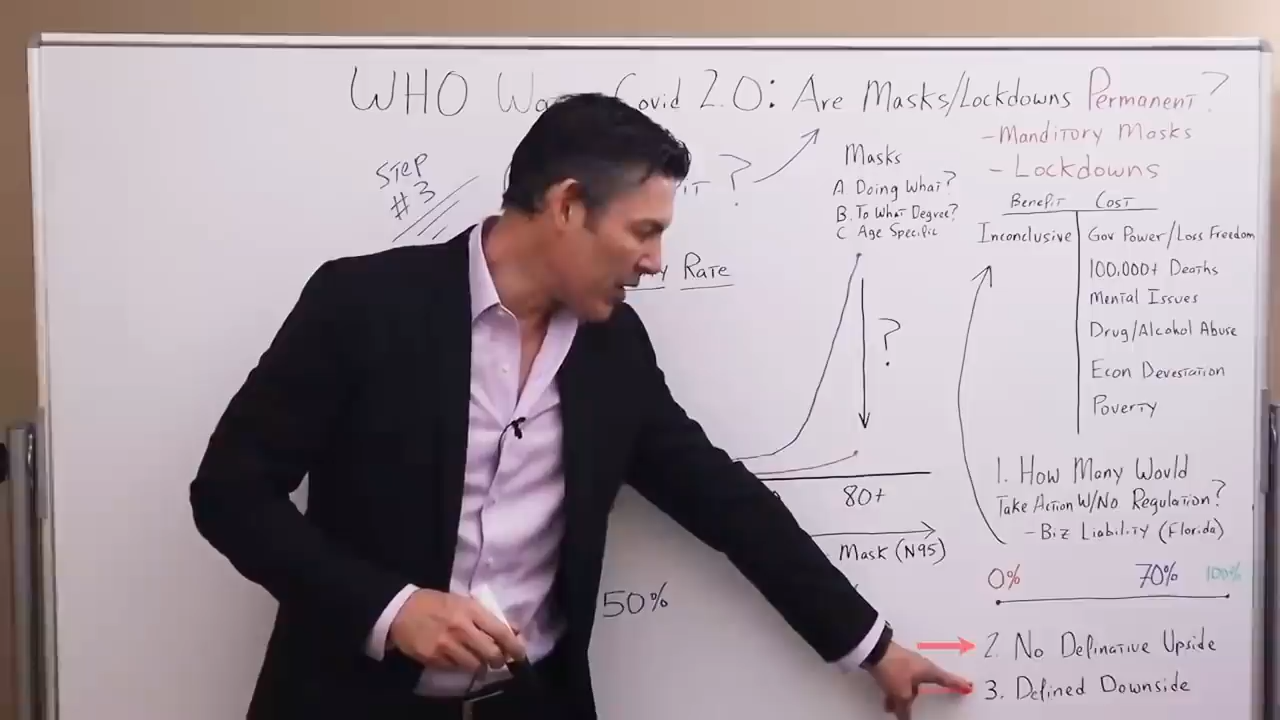 WHO Covid 2.0: Are Masks/Lockdowns Permanent?
- Manditory Masks
- Lockdowns
Step
#3
?
Masks
A Doing What?
B. To What Degree?
C Age Specific
Rate
?
80+
Mask (N95)
50%
Benefit Cost
Inconclusive Gov Power/Loss Freedom
100,000+ Deaths
Mental Issues
Drug/Alcohol Abuse
Econ Devestation
Poverty
1. How Many Would
Take Action W/No Regulation?
- Biz Liability (Florida)
0% 70% 100%
2. No Definative Upside
3. Defined Downside